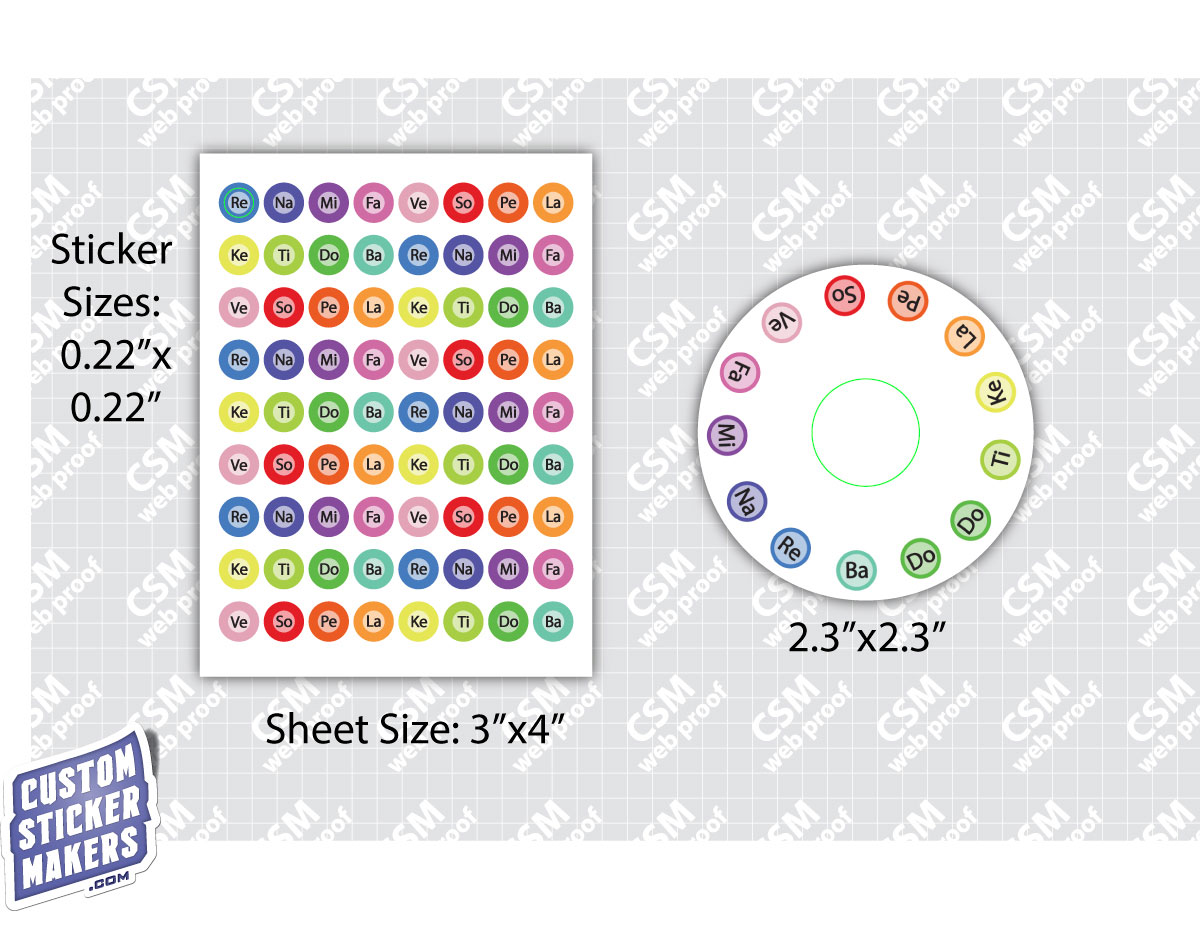 CSM web proof
Sticker
Sizes:
0.22”x
0.22”
Re Na Mi Fa Ve So Pe La
Ke Ti Do Ba Re Na Mi Fa
Ve So Pe La Ke Ti Do Ba
Re Na Mi Fa Ve So Pe La
Ke Ti Do Ba Re Na Mi Fa
Ve So Pe La Ke Ti Do Ba
Re Na Mi Fa Ve So Pe La
Ke Ti Do Ba Re Na Mi Fa
Ve So Pe La Ke Ti Do Ba
Sheet Size: 3”x4”
So
Pe
La
Ke
Ti
Do
Do
Ba
Re
Na
Mi
Fa
Ve
2.3”x2.3”
CUSTOM
STICKER
MAKERS
.COM